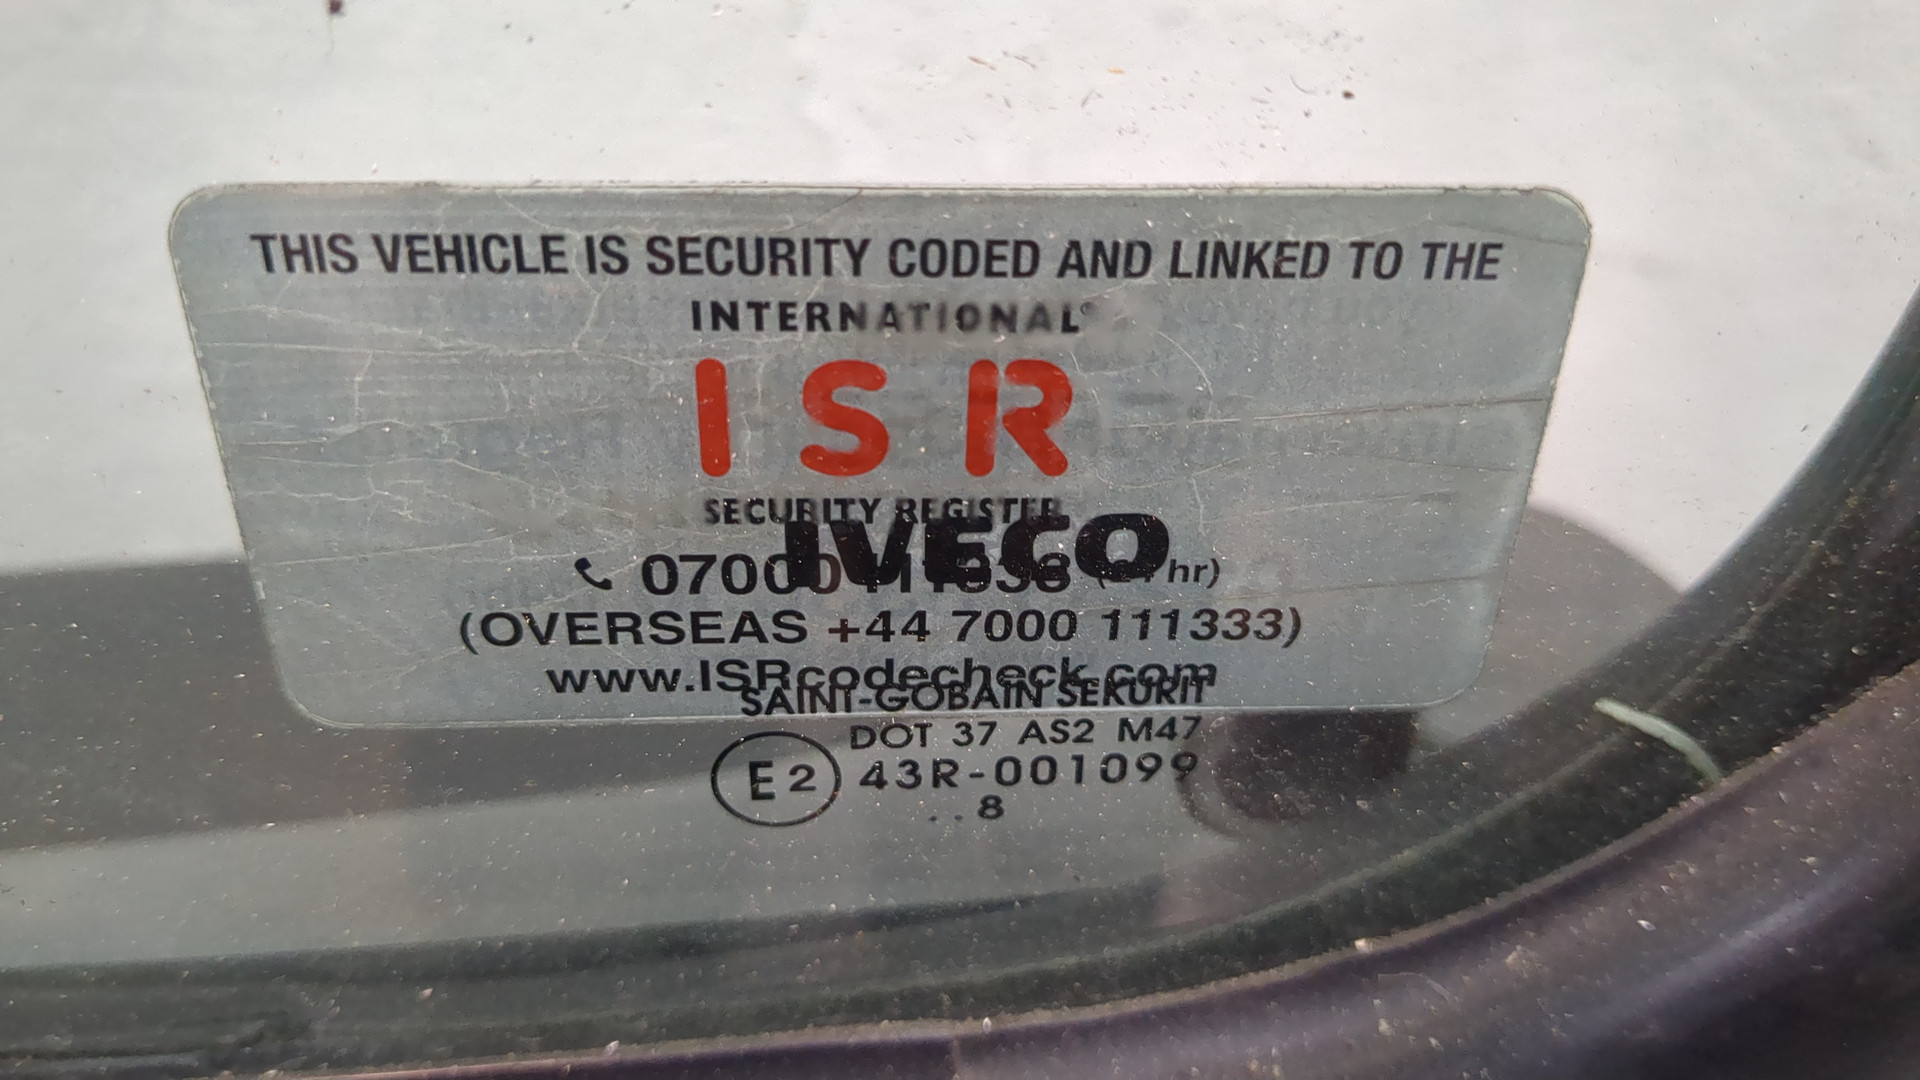 THIS VEHICLE IS SECURITY CODED AND LINKED TO THE
INTERNATIONAL
I S R
SECURITY REGISTER
IVECO
(OVERSEAS +44 7000 111333)
www.ISRcodecheck.com
SAINT-GOBAIN SEKURIT
DOT 37 AS2 M47
E2 43R-001099
..8